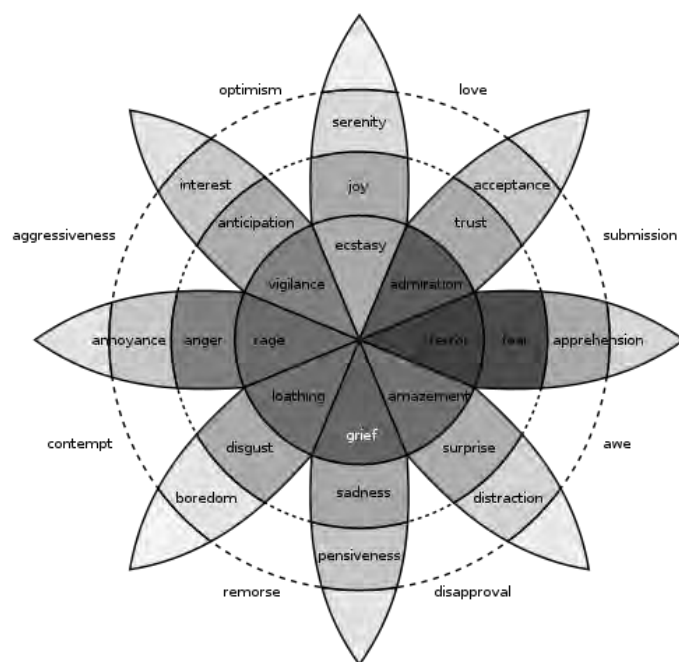 optimism
love
serenity
interest
joy
acceptance
anticipation
trust
aggressiveness
submission
ecstasy
vigilance
admiration
annoyance
anger
rage
terror
fear
apprehension
loathing
amazement
contempt
grief
awe
disgust
surprise
boredom
sadness
distraction
pensiveness
remorse
disapproval